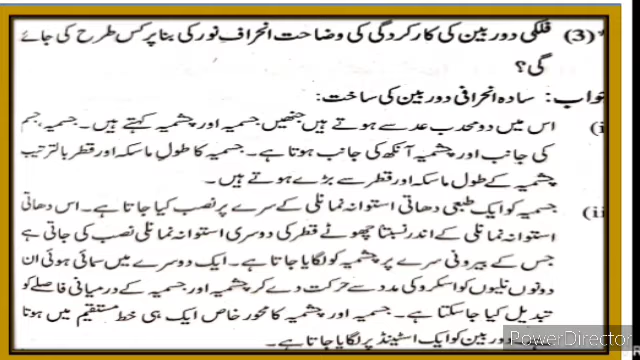 *(3) فلکی دوربین کی کارکردگی کی وضاحت انحرافِ نور کی بنا پر کس طرح کی جائے
گی؟
جواب: سادہ انحرافی دوربین کی ساخت:
(i اس میں دو محدب عدسے ہوتے ہیں جنھیں جسمیہ اور چشمیہ کہتے ہیں۔ جسمیہ، جسم
کی جانب اور چشمیہ آنکھ کی جانب ہوتا ہے۔ جسمیہ کا طولِ ماسکہ اور قطر بالترتیب
چشمیہ کے طول ماسکہ اور قطر سے بڑے ہوتے ہیں۔
(ii جسمیہ کو ایک طبعی دھاتی استوانہ نما نلی کے سرے پر نصب کیا جاتا ہے۔ اس دھاتی
استوانہ نما نلی کے اندر نسبتاً چھوٹے قطر کی دوسری استوانہ نما نلی نصب کی جاتی ہے
جس کے بیرونی سرے پر چشمیہ کو لگایا جاتا ہے۔ ایک دوسرے میں سمائی ہوئی ان
دونوں نلیوں کو اسکرو کی مدد سے حرکت دے کر چشمیہ اور جسمیہ کے درمیانی فاصلے کو
تبدیل کیا جاسکتا ہے۔ جسمیہ اور چشمیہ کا محور خاص ایک ہی خط مستقیم میں ہوتا
دوربین کو ایک اسٹینڈ پر لگایا جاتا ہے۔
PowerDirector